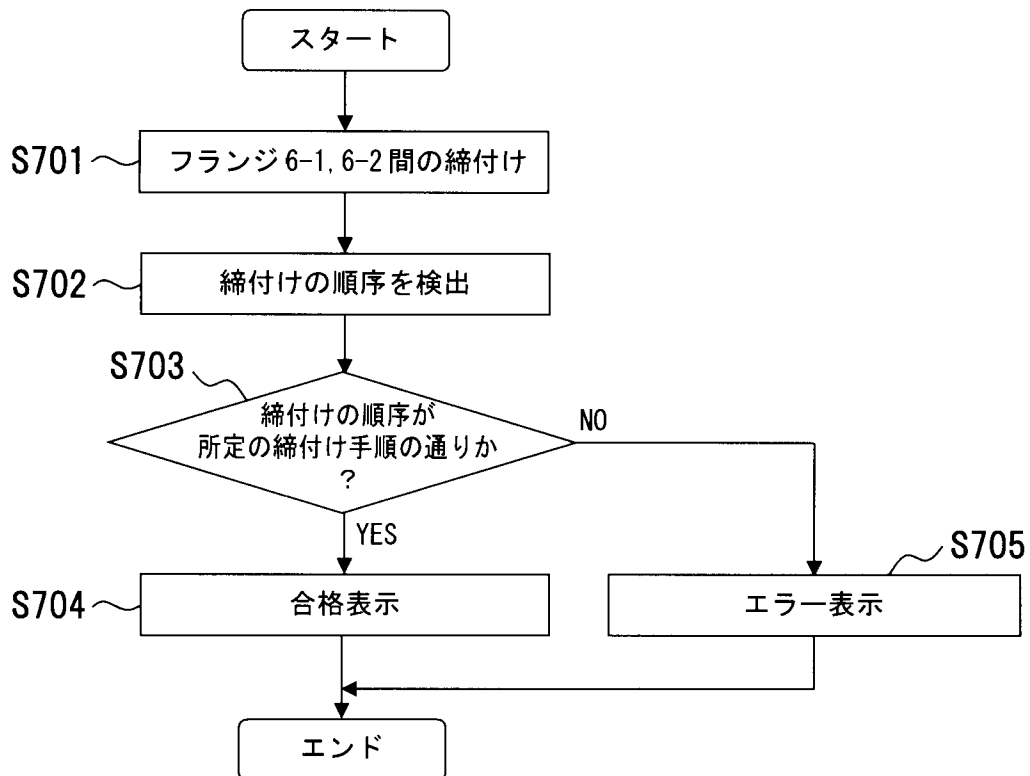 スタート
S701
フランジ6-1, 6-2間の締付け
S702
締付けの順序を検出
S703
締付けの順序が
所定の締付け手順の通りか
?
NO
YES
S704
合格表示
S705
エラー表示
エンド